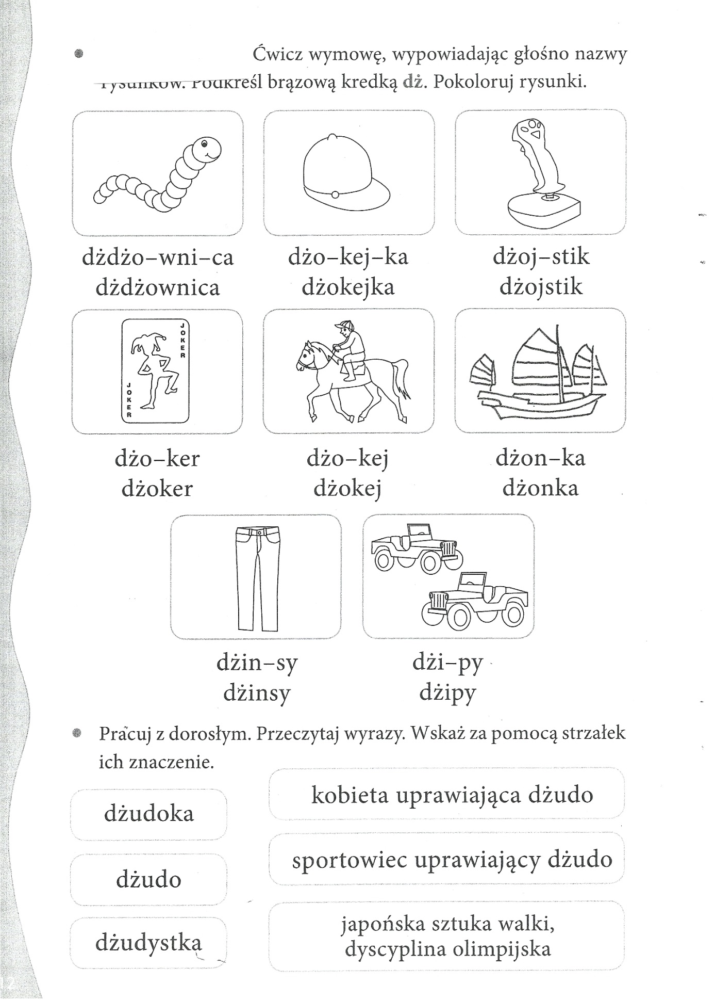 Ćwicz wymowę, wypowiadając głośno nazwy
rysunków. Podkreśl brązową kredką dż. Pokoloruj rysunki.
dżdżo–wni–ca dżo–kej–ka dżoj–stik
dżdżownica dżokejka dżojstik
JOKER
JOKER
dżo–ker dżo–kej dżon–ka
dżoker dżokej dżonka
dżin–sy dżi–py
dżinsy dżipy
Pracuj z dorosłym. Przeczytaj wyrazy. Wskaż za pomocą strzałek
ich znaczenie.
kobieta uprawiająca dżudo
dżudoka
sportowiec uprawiający dżudo
dżudo
japońska sztuka walki,
dyscyplina olimpijska
dżudystka